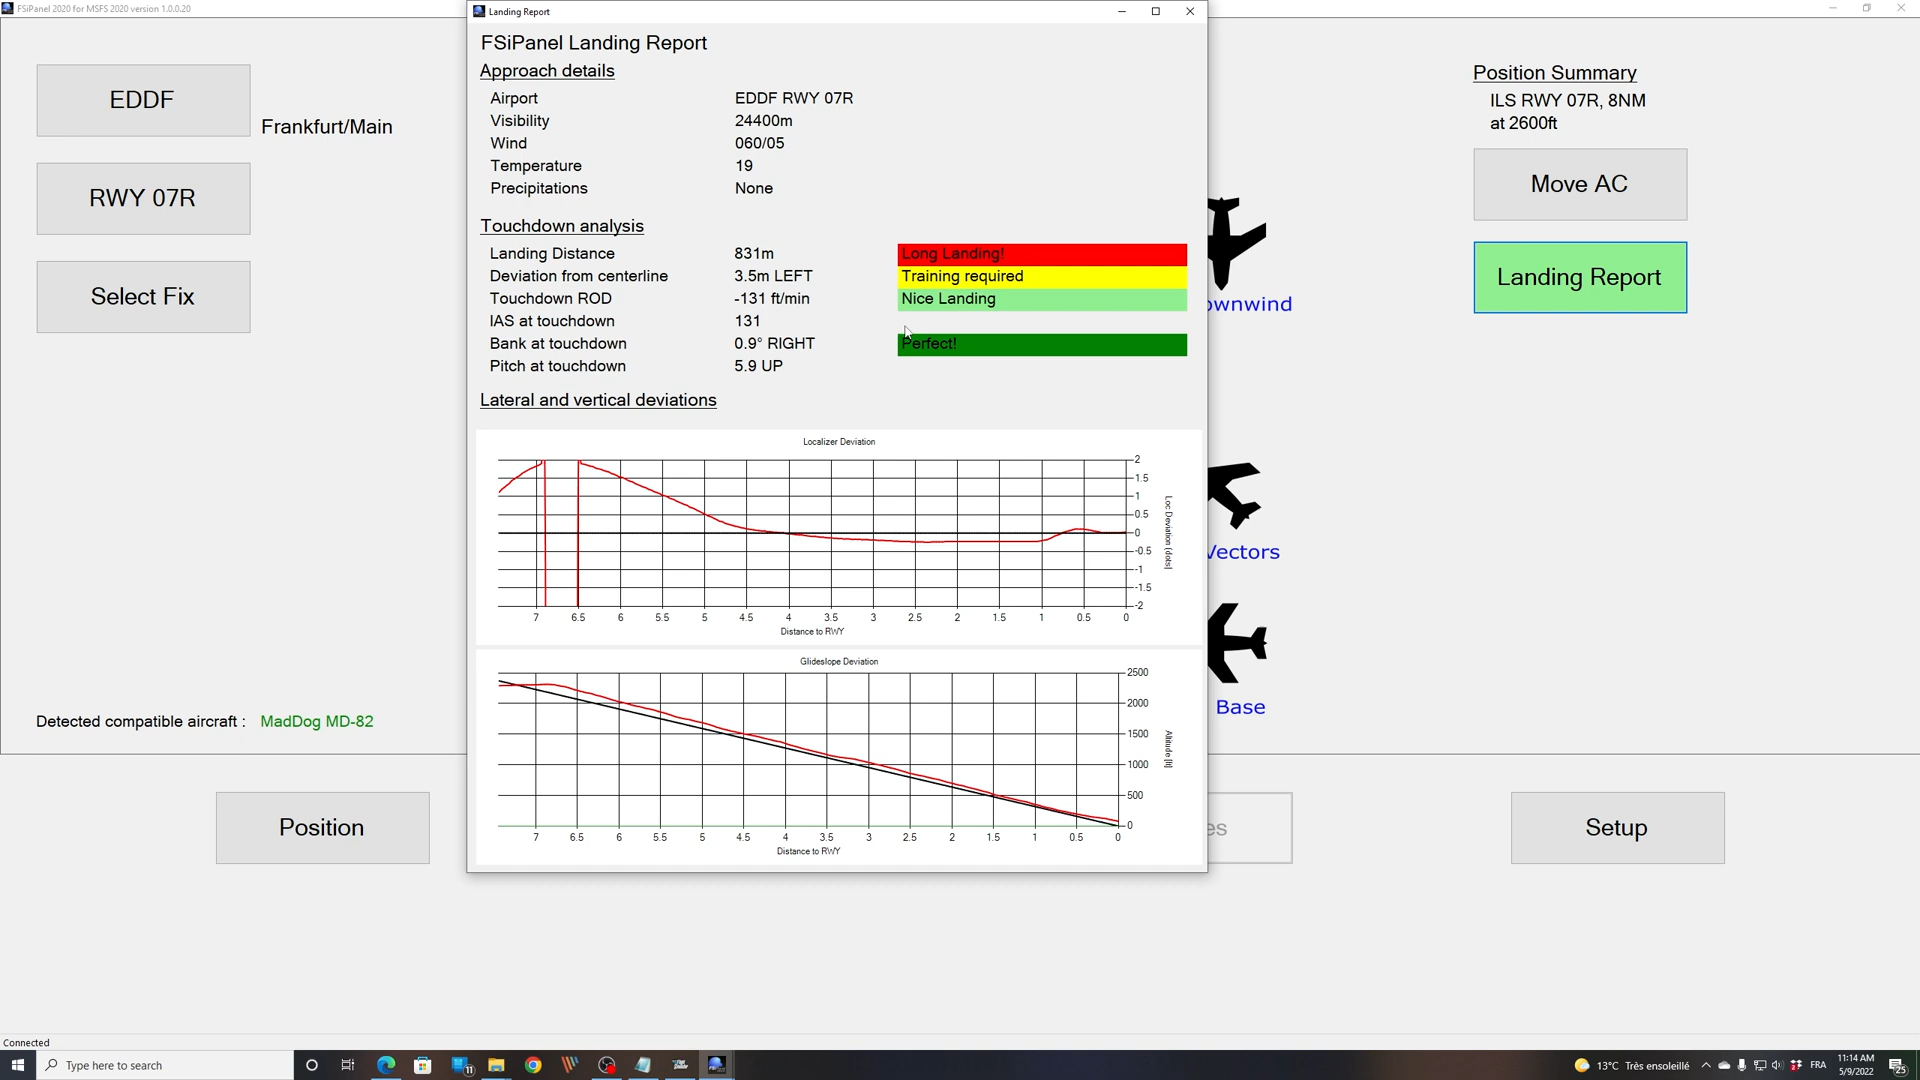 FSiPanel 2020 for MSFS 2020 version 1.0.0.20
Landing Report
EDDF
Frankfurt/Main
RWY 07R
Select Fix
Detected compatible aircraft : MadDog MD-82
FSiPanel Landing Report
Approach details
Airport EDDF RWY 07R
Visibility 24400m
Wind 060/05
Temperature 19
Precipitations None
Touchdown analysis
Landing Distance 831m Long Landing!
Deviation from centerline 3.5m LEFT Training required
Touchdown ROD -131 ft/min Nice Landing
IAS at touchdown 131
Bank at touchdown 0.9° RIGHT Perfect!
Pitch at touchdown 5.9 UP
Lateral and vertical deviations
Localizer Deviation
2
1.5
1
0.5
0
-0.5
-1
-1.5
-2
Loc Deviation [dots]
7 6.5 6 5.5 5 4.5 4 3.5 3 2.5 2 1.5 1 0.5 0
Distance to RWY
Glideslope Deviation
2500
2000
1500
1000
500
0
Altitude [ft]
7 6.5 6 5.5 5 4.5 4 3.5 3 2.5 2 1.5 1 0.5 0
Distance to RWY
ownwind
Vectors
Base
Position Summary
ILS RWY 07R, 8NM
at 2600ft
Move AC
Landing Report
Position
es
Setup
Connected
Type here to search
11
13°C Très ensoleillé
FRA
11:14 AM
5/9/2022
25